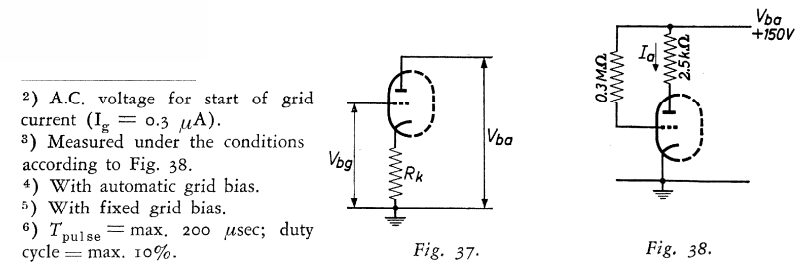 ²) A.C. voltage for start of grid
current (Ig = 0.3 μA).
³) Measured under the conditions
according to Fig. 38.
⁴) With automatic grid bias.
⁵) With fixed grid bias.
⁶) Tpulse = max. 200 μsec; duty
cycle = max. 10%.
Vbg
Rk
Vba
Fig. 37.
Vba
+150V
0.3MΩ
Ia
2.5kΩ
Fig. 38.